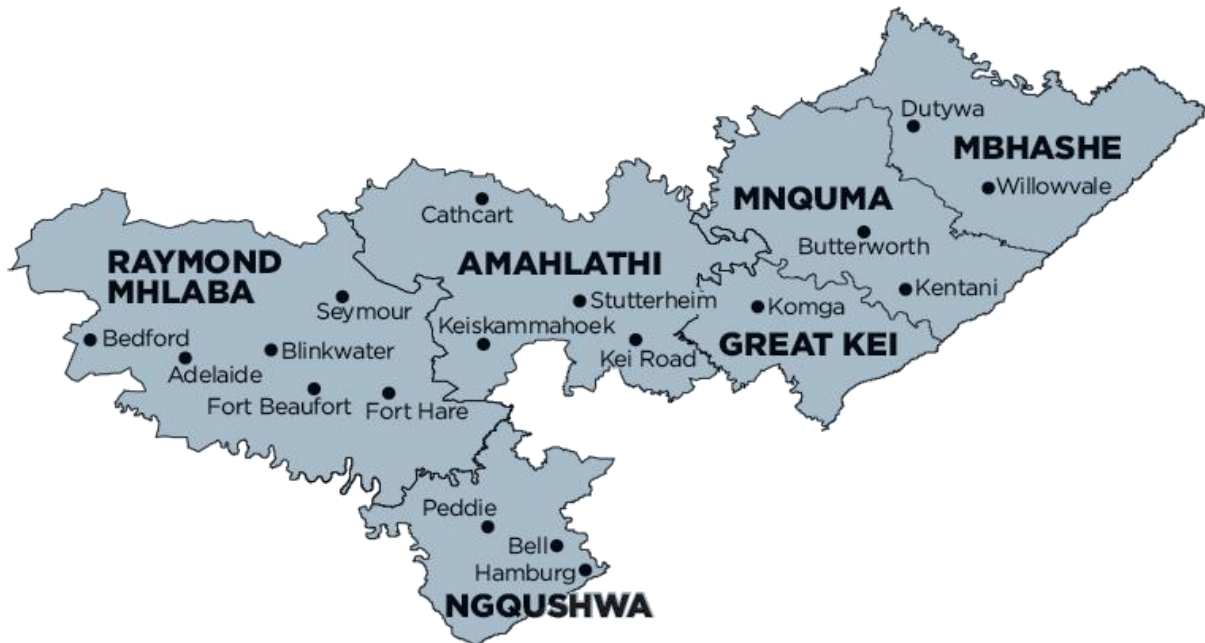 Dutywa
MBHASHE
Willowvale
MNQUMA
Cathcart
Butterworth
RAYMOND
MHLABA
AMAHLATHI
Kentani
Seymour
Stutterheim
Komga
Keiskammahoek
GREAT KEI
Bedford
Blinkwater
Kei Road
Adelaide
Fort Beaufort
Fort Hare
Peddie
Bell
Hamburg
NGQUSHWA